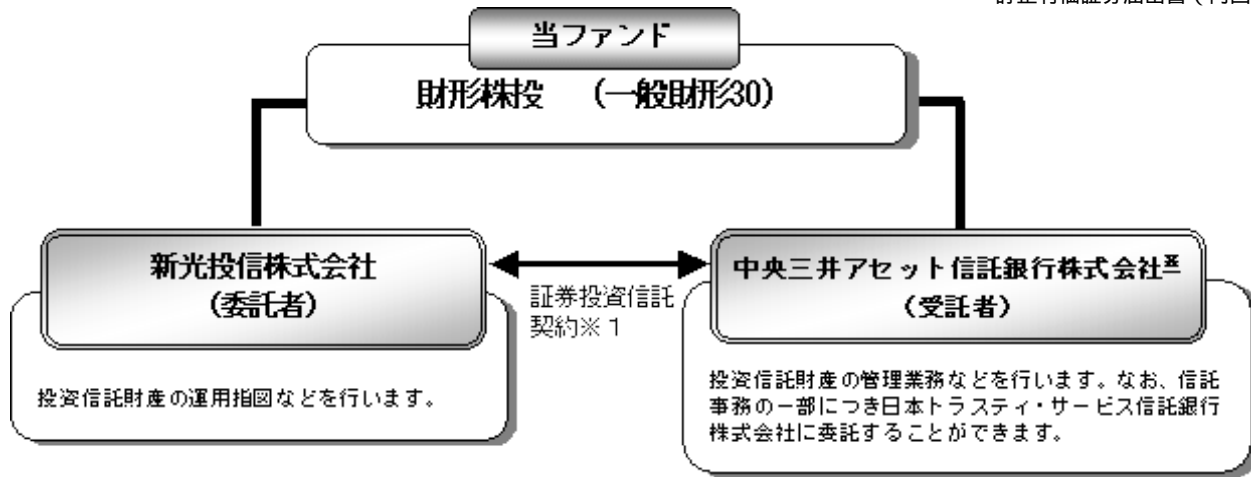 当ファンド
財形株投 （一般財形30）
新光投信株式会社
（委託者）
証券投資信託
契約※１
中央三井アセット信託銀行株式会社
（受託者）
投資信託財産の運用指図などを行います。
投資信託財産の管理業務などを行います。なお、信託
事務の一部につき日本トラスティ・サービス信託銀行
株式会社に委託することができます。